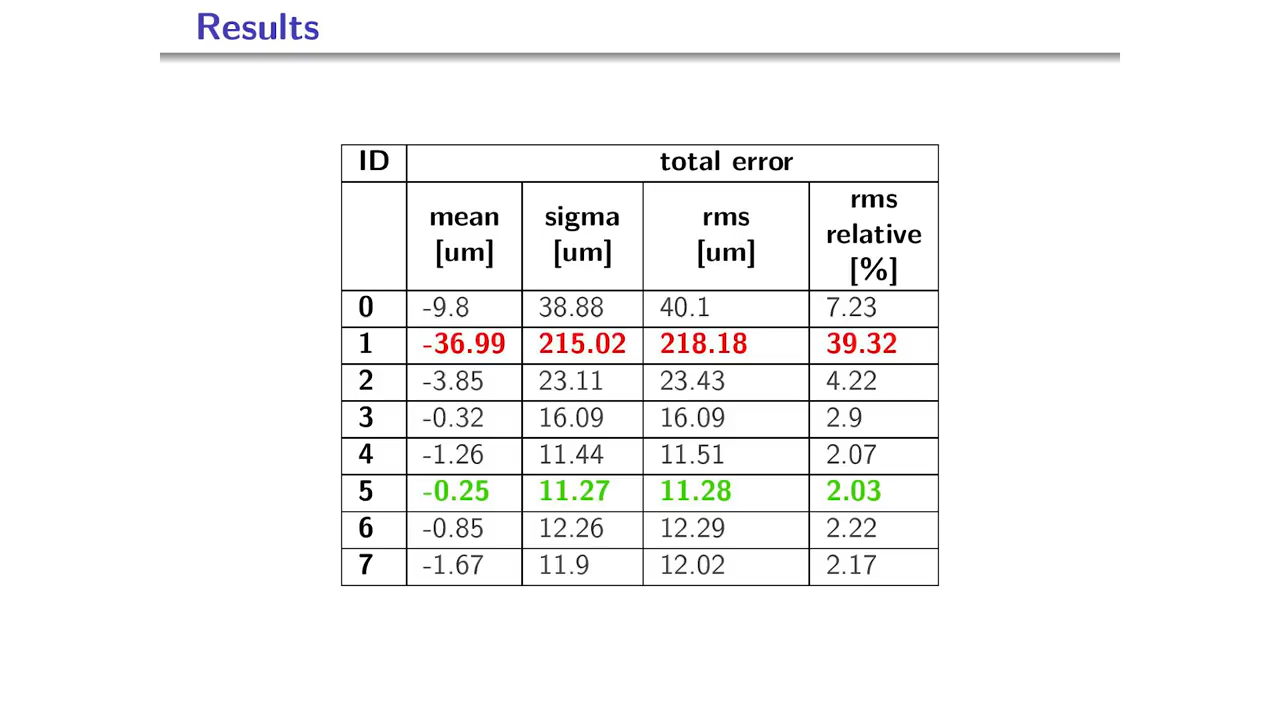 Results
ID total error
mean [um] sigma [um] rms [um] rms relative [%]
0 -9.8 38.88 40.1 7.23
1 -36.99 215.02 218.18 39.32
2 -3.85 23.11 23.43 4.22
3 -0.32 16.09 16.09 2.9
4 -1.26 11.44 11.51 2.07
5 -0.25 11.27 11.28 2.03
6 -0.85 12.26 12.29 2.22
7 -1.67 11.9 12.02 2.17